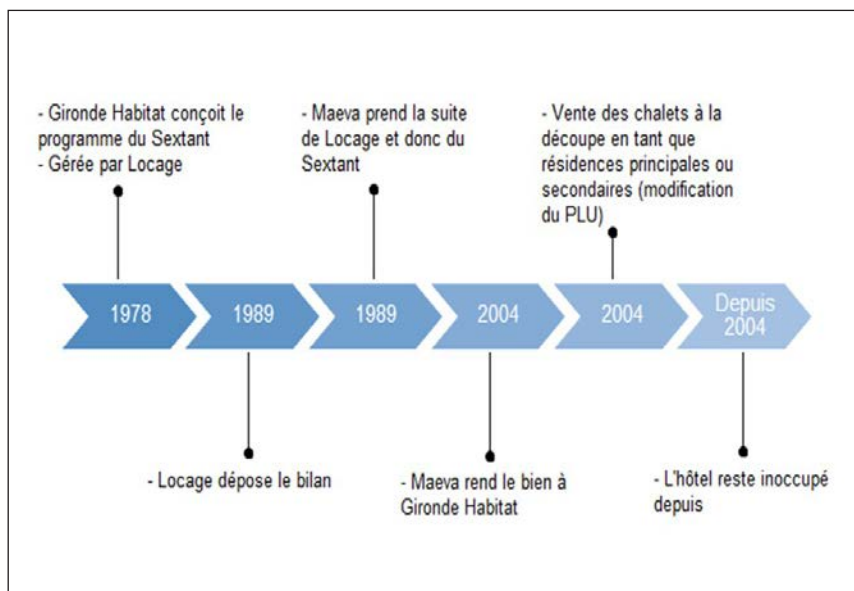 - Gironde Habitat conçoit le
programme du Sextant
- Gérée par Locage
- Maeva prend la suite
de Locage et donc du
Sextant
- Vente des chalets à la
découpe en tant que
résidences principales ou
secondaires (modification
du PLU)
1978
1989
1989
2004
2004
Depuis
2004
- Locage dépose le bilan
- Maeva rend le bien à
Gironde Habitat
- L'hôtel reste inoccupé
depuis